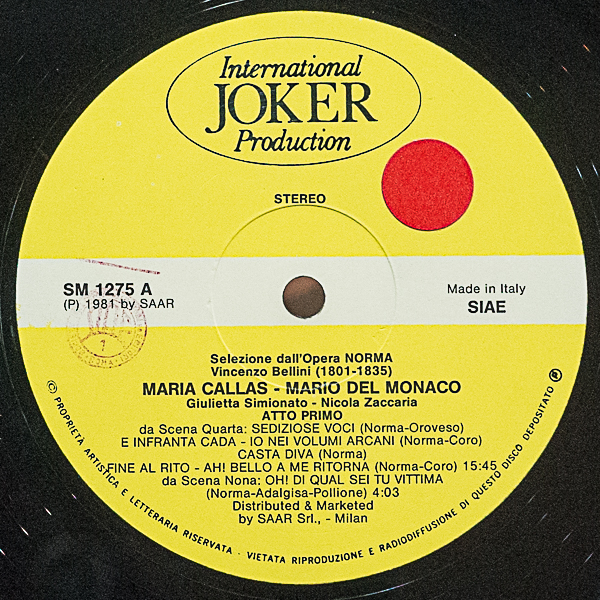 International
JOKER
Production
STEREO
SM 1275 A
(P) 1981 by SAAR
Made in Italy
SIAE
Selezione dall'Opera NORMA
Vincenzo Bellini (1801-1835)
MARIA CALLAS - MARIO DEL MONACO
Giulietta Simionato - Nicola Zaccaria
ATTO PRIMO
da Scena Quarta: SEDIZIOSE VOCI (Norma-Oroveso)
E INFRANTA CADA - IO NEI VOLUMI ARCANI (Norma-Coro)
CASTA DIVA (Norma)
FINE AL RITO - AH! BELLO A ME RITORNA (Norma-Coro) 15:45
da Scena Nona: OH! DI QUAL SEI TU VITTIMA
(Norma-Adalgisa-Pollione) 4:03
Distributed & Marketed
by SAAR Srl., - Milan
© PROPRIETA ARTISTICA E LETTERARIA RISERVATA - VIETATA RIPRODUZIONE E RADIODIFFUSIONE DI QUESTO DISCO DEPOSITATO ℗